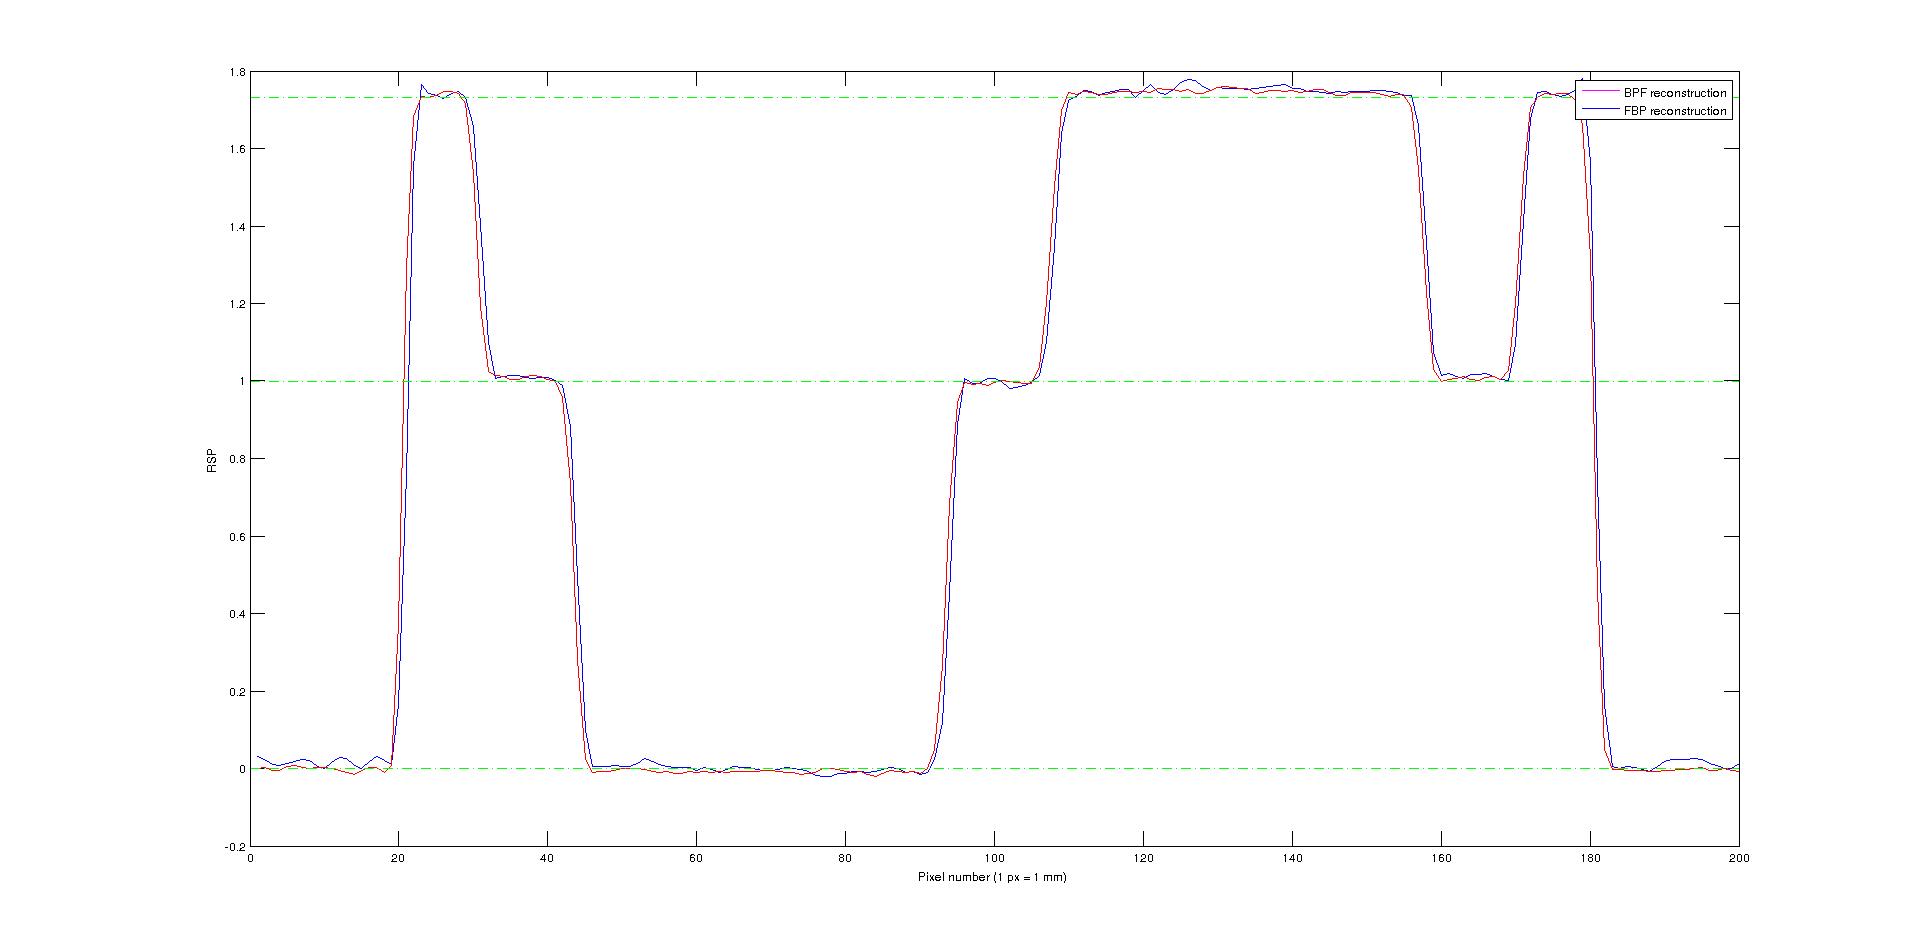 1.8
BPF reconstruction
FBP reconstruction
1.6
1.4
1.2
1
0.8
RSP
0.6
0.4
0.2
0
-0.2
0 20 40 60 80 100 120 140 160 180 200
Pixel number (1 px = 1 mm)